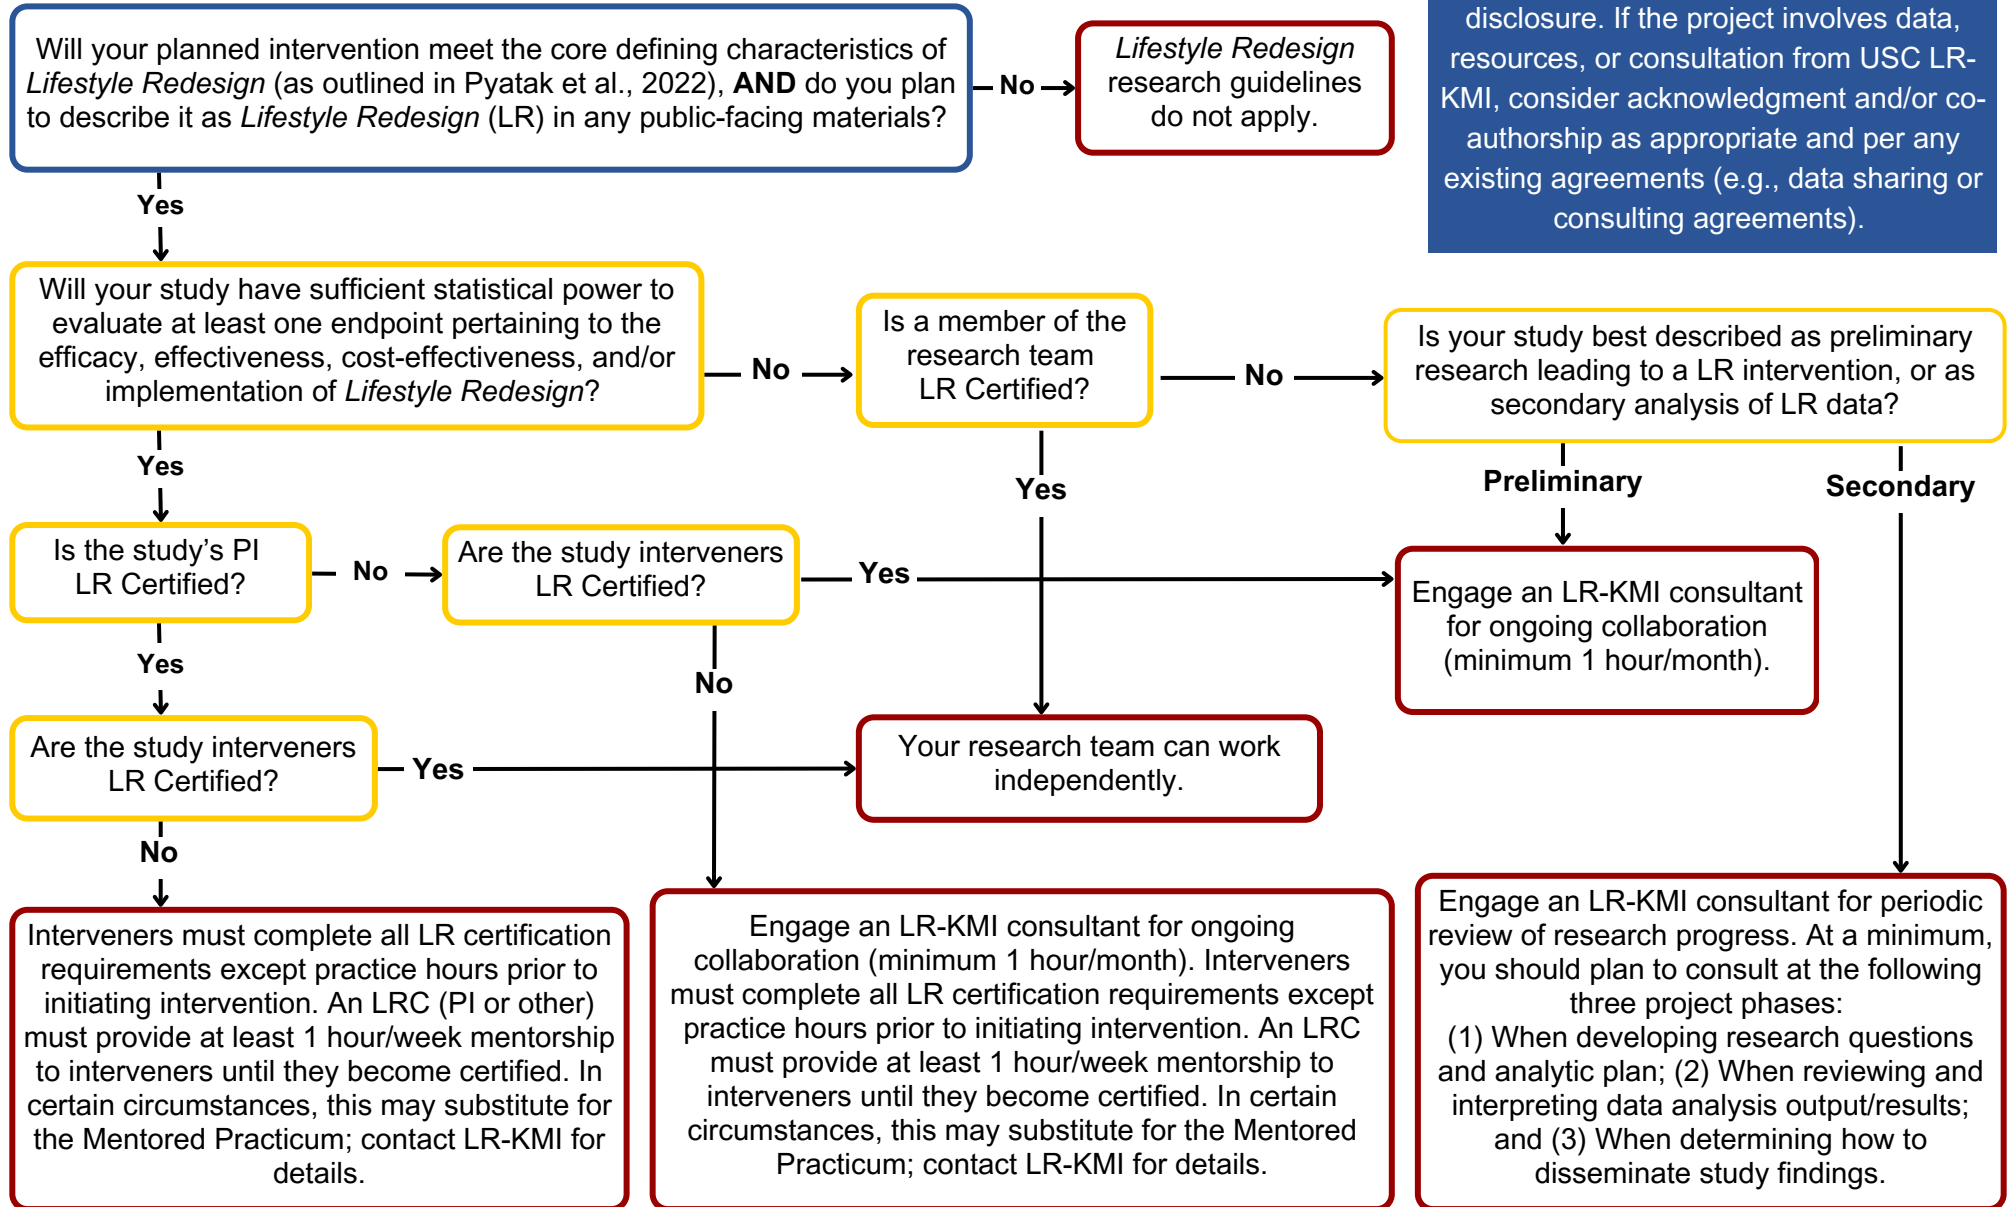 Will your planned intervention meet the core defining characteristics of
Lifestyle Redesign (as outlined in Pyatak et al., 2022), AND do you plan
to describe it as Lifestyle Redesign (LR) in any public-facing materials?
No
Lifestyle Redesign
research guidelines
do not apply.
disclosure. If the project involves data,
resources, or consultation from USC LR-
KMI, consider acknowledgment and/or co-
authorship as appropriate and per any
existing agreements (e.g., data sharing or
consulting agreements).
Yes
Will your study have sufficient statistical power to
evaluate at least one endpoint pertaining to the
efficacy, effectiveness, cost-effectiveness, and/or
implementation of Lifestyle Redesign?
No
Is a member of the
research team
LR Certified?
No
Is your study best described as preliminary
research leading to a LR intervention, or as
secondary analysis of LR data?
Yes
Yes
Preliminary
Secondary
Is the study's PI
LR Certified?
No
Are the study interveners
LR Certified?
Yes
Engage an LR-KMI consultant
for ongoing collaboration
(minimum 1 hour/month).
Yes
No
Are the study interveners
LR Certified?
Yes
Your research team can work
independently.
No
Interveners must complete all LR certification
requirements except practice hours prior to
initiating intervention. An LRC (PI or other)
must provide at least 1 hour/week mentorship
to interveners until they become certified. In
certain circumstances, this may substitute for
the Mentored Practicum; contact LR-KMI for
details.
Engage an LR-KMI consultant for ongoing
collaboration (minimum 1 hour/month). Interveners
must complete all LR certification requirements except
practice hours prior to initiating intervention. An LRC
must provide at least 1 hour/week mentorship to
interveners until they become certified. In certain
circumstances, this may substitute for the Mentored
Practicum; contact LR-KMI for details.
Engage an LR-KMI consultant for periodic
review of research progress. At a minimum,
you should plan to consult at the following
three project phases:
(1) When developing research questions
and analytic plan; (2) When reviewing and
interpreting data analysis output/results;
and (3) When determining how to
disseminate study findings.